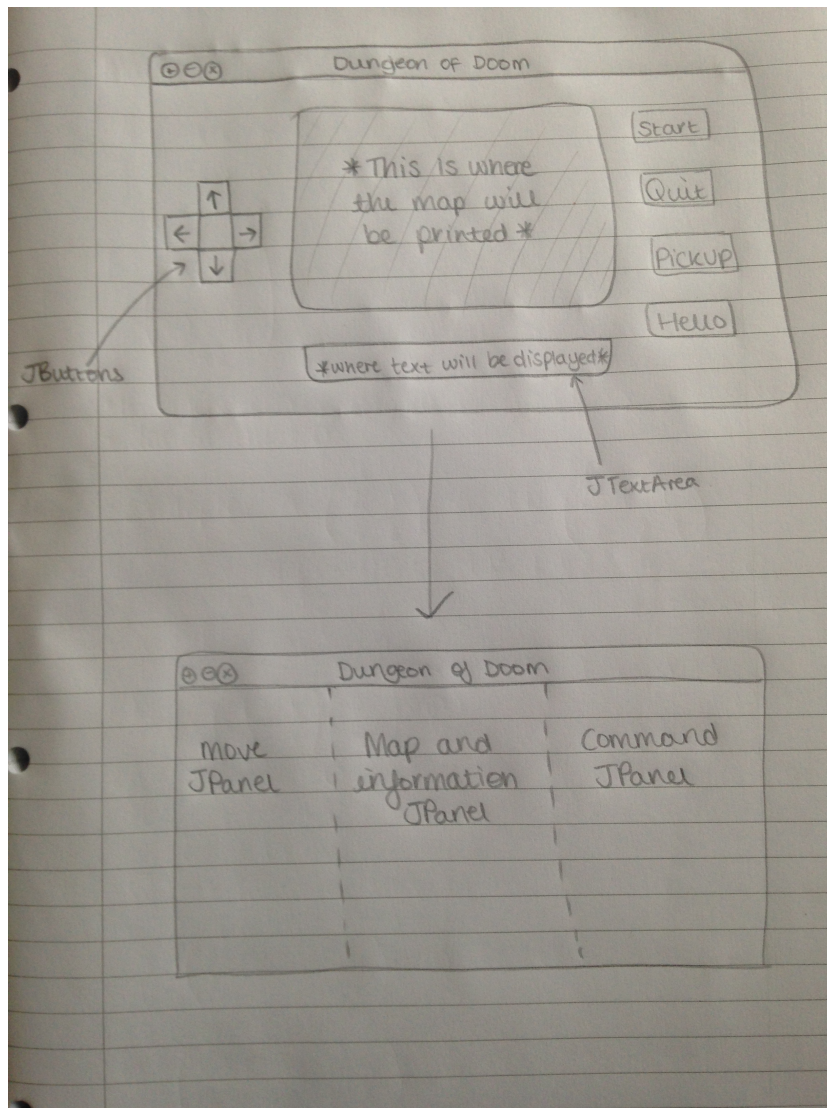 Dungeon of Doom
Start
*This is where
the map will
be printed*
Quit
↑
← →
↓
Pickup
Hello
*where text will be displayed*
JButtons
JTextArea
Dungeon of Doom
move
JPanel
Map and
information
JPanel
Command
JPanel